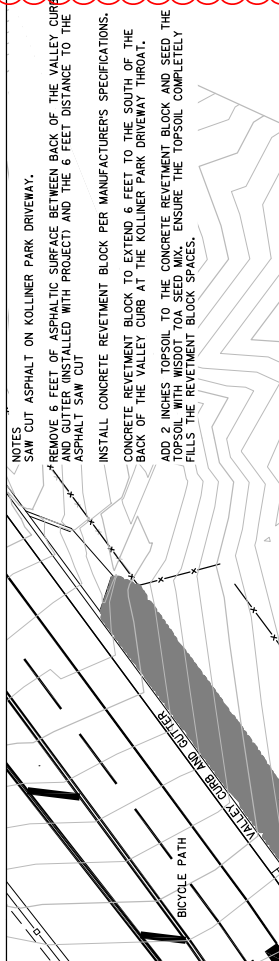 NOTES
SAW CUT ASPHALT ON KOLLINER PARK DRIVEWAY.
REMOVE 6 FEET OF ASPHALTIC SURFACE BETWEEN BACK OF THE VALLEY CURB
AND GUTTER (INSTALLED WITH PROJECT) AND THE 6 FEET DISTANCE TO THE
ASPHALT SAW CUT
INSTALL CONCRETE REVETMENT BLOCK PER MANUFACTURER'S SPECIFICATIONS.
CONCRETE REVETMENT BLOCK TO EXTEND 6 FEET TO THE SOUTH OF THE
BACK OF THE VALLEY CURB AT THE KOLLINER PARK DRIVEWAY THROAT.
ADD 2 INCHES TOPSOIL TO THE CONCRETE REVETMENT BLOCK AND SEED THE
TOPSOIL WITH WISDOT 70A SEED MIX. ENSURE THE TOPSOIL COMPLETELY
FILLS THE REVETMENT BLOCK SPACES.
VALLEY CURB AND GUTTER
BICYCLE PATH